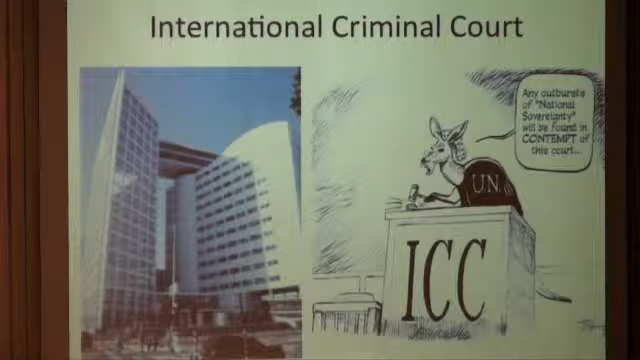 International Criminal Court
Any outbursts
of "National
Sovereignty"
will be found in
CONTEMPT of
this court...
U.N.
ICC